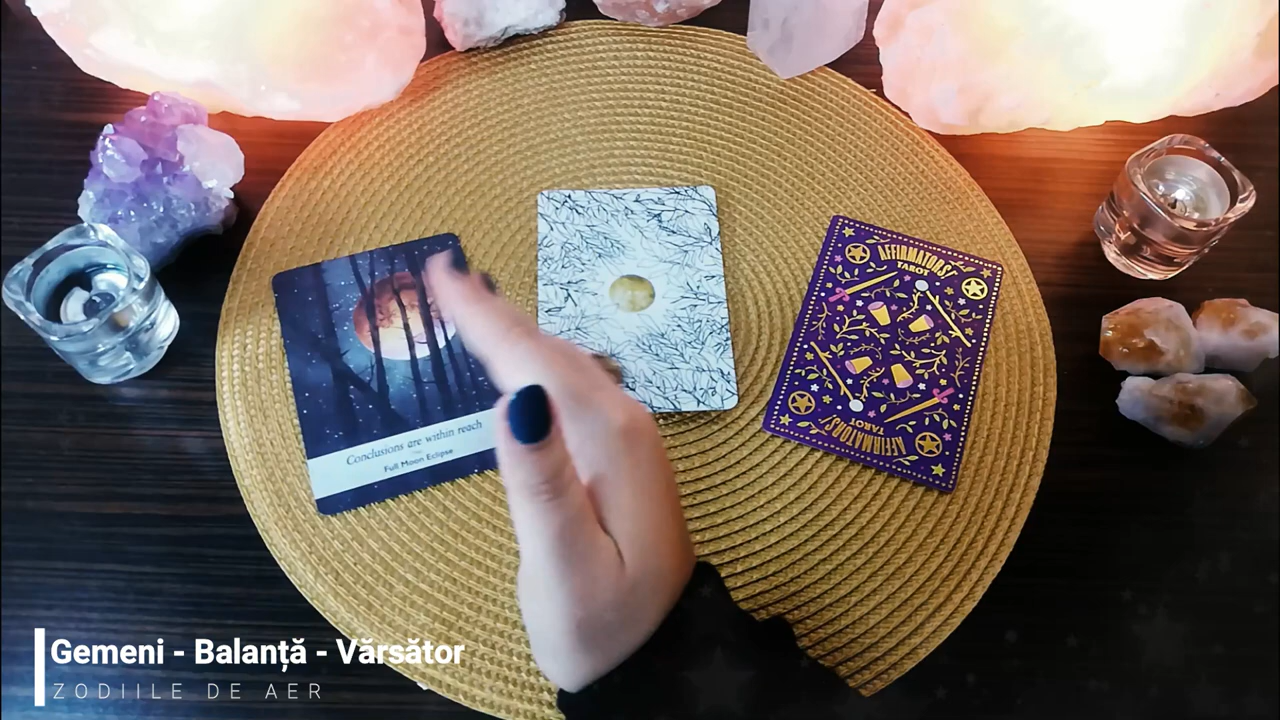 AFFIRMATORS!
TAROT
Conclusions are within reach
Full Moon Eclipse
TAROT
AFFIRMATORS!
Gemeni - Balanță - Vărsător
ZODIILE DE AER